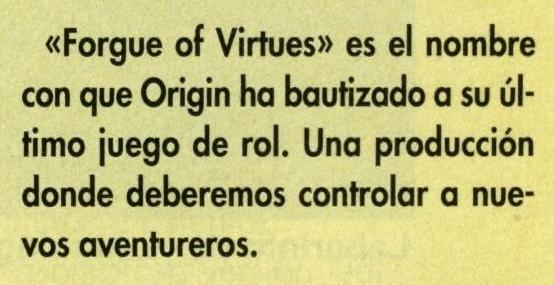 «Forgue of Virtues» es el nombre
con que Origin ha bautizado a su úl-
timo juego de rol. Una producción
donde deberemos controlar a nue-
vos aventureros.